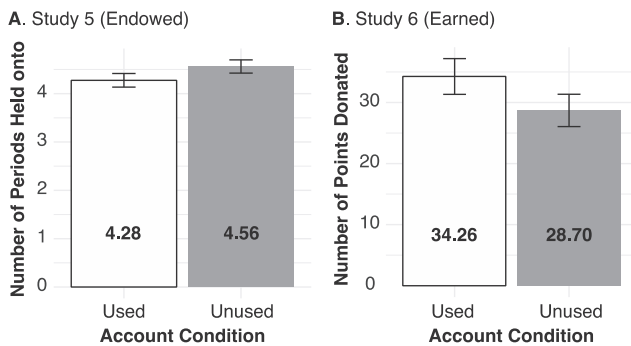 A. Study 5 (Endowed)
Number of Periods Held onto
4
3
2
1
0
4.28
4.56
Used
Unused
Account Condition
B. Study 6 (Earned)
Number of Points Donated
30
20
10
0
34.26
28.70
Used
Unused
Account Condition